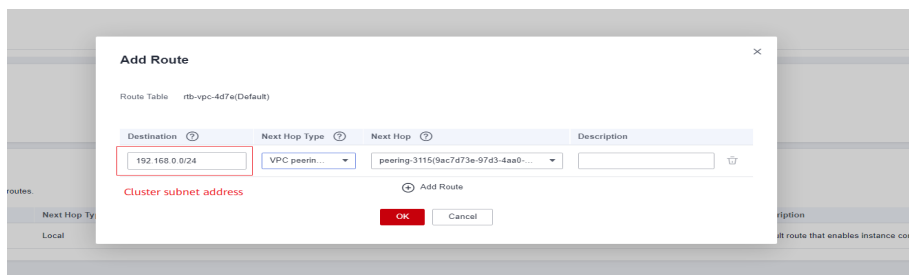 Add Route
Route Table rtb-vpc-4d7e(Default)
Destination ? Next Hop Type ? Next Hop ? Description
192.168.0.0/24 VPC peerin... peering-3115(9ac7d73e-97d3-4aa0-...
Cluster subnet address
Add Route
routes.
OK Cancel
Next Hop Ty ription
Local ult route that enables instance co